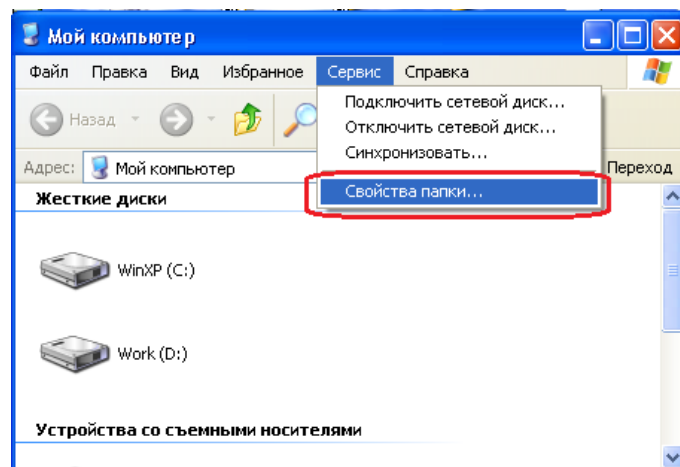 Мой компьютер
Файл Правка Вид Избранное Сервис Справка
Подключить сетевой диск...
Отключить сетевой диск...
Синхронизовать...
Свойства папки...
Назад
Адрес: Мой компьютер Переход
Жесткие диски
WinXP (C:)
Work (D:)
Устройства со съемными носителями